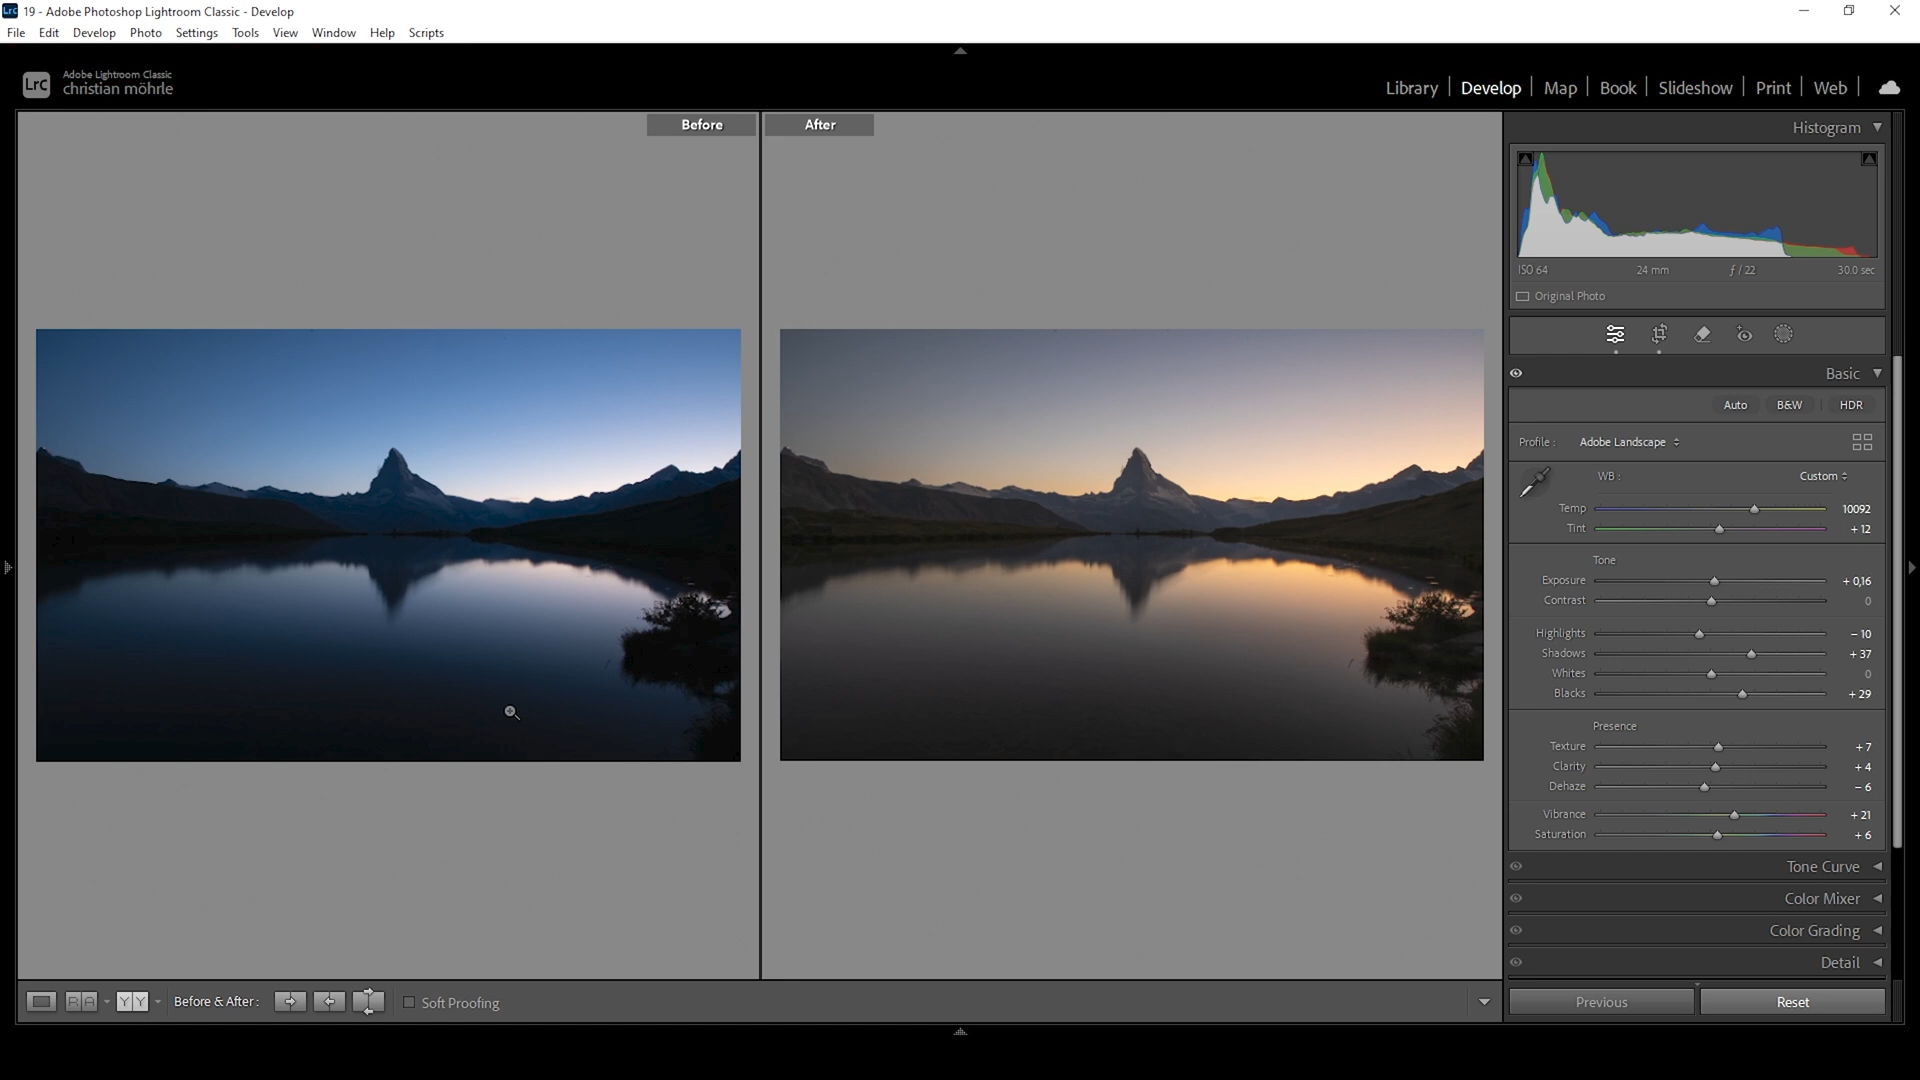 19 - Adobe Photoshop Lightroom Classic - Develop
File Edit Develop Photo Settings Tools View Window Help Scripts
LrC
Adobe Lightroom Classic
christian möhrle
Library Develop Map Book Slideshow Print Web
Before
After
Histogram
ISO 64 24 mm ƒ / 22 30.0 sec
Original Photo
Basic
Auto B&W HDR
Profile : Adobe Landscape
WB : Custom
Temp 10092
Tint + 12
Tone
Exposure + 0,16
Contrast 0
Highlights − 10
Shadows + 37
Whites 0
Blacks + 29
Presence
Texture + 7
Clarity + 4
Dehaze − 6
Vibrance + 21
Saturation + 6
Tone Curve
Color Mixer
Color Grading
Detail
R A Y Y Before & After : Soft Proofing
Previous Reset